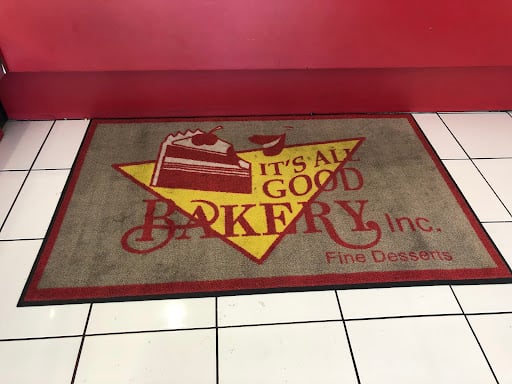 IT'S ALL
GOOD
BAKERY, Inc.
Fine Desserts